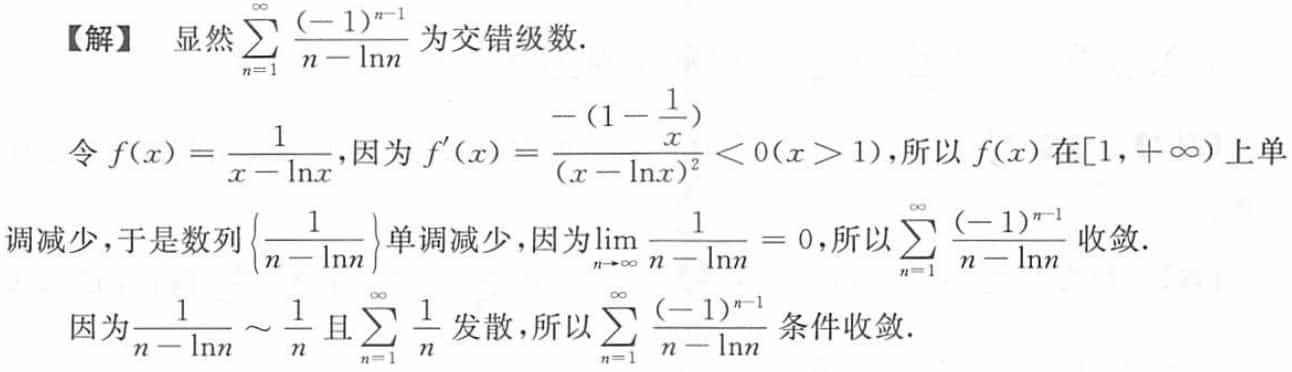 【解】 显然 $\sum_{n=1}^{\infty} \frac{(-1)^{n-1}}{n-\ln n}$ 为交错级数.
令 $f(x) = \frac{1}{x-\ln x}$,因为 $f'(x) = \frac{-(1-\frac{1}{x})}{(x-\ln x)^2} < 0(x > 1)$,所以 $f(x)$ 在$[1,+\infty)$上单
调减少,于是数列$\left\{\frac{1}{n-\ln n}\right\}$单调减少,因为$\lim_{n\to\infty} \frac{1}{n-\ln n} = 0$,所以$\sum_{n=1}^{\infty} \frac{(-1)^{n-1}}{n-\ln n}$ 收敛.
因为$\frac{1}{n-\ln n} \sim \frac{1}{n}$ 且$\sum_{n=1}^{\infty} \frac{1}{n}$ 发散,所以$\sum_{n=1}^{\infty} \frac{(-1)^{n-1}}{n-\ln n}$ 条件收敛.